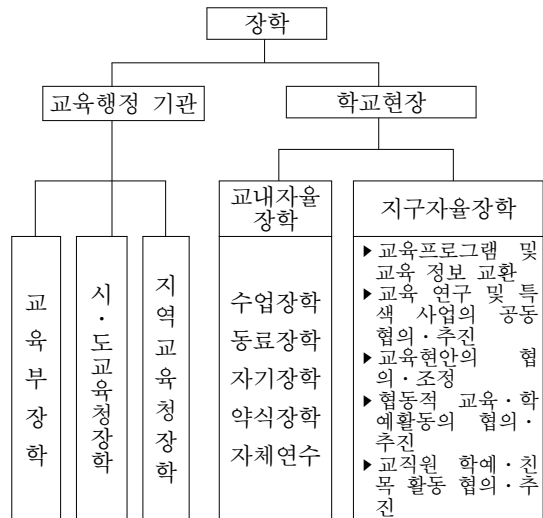 장학
교육행정 기관
학교현장
교육부장학
시·도교육청장학
지역교육청장학
교내자율
장학
수업장학
동료장학
자기장학
약식장학
자체연수
지구자율장학
▶교육프로그램 및
교육 정보 교환
▶교육 연구 및 특
색 사업의 공동
협의·추진
▶교육현안의 협
의·조정
▶협동적 교육·학
예활동의 협의·
추진
▶교직원 학예·친
목 활동 협의·추
진